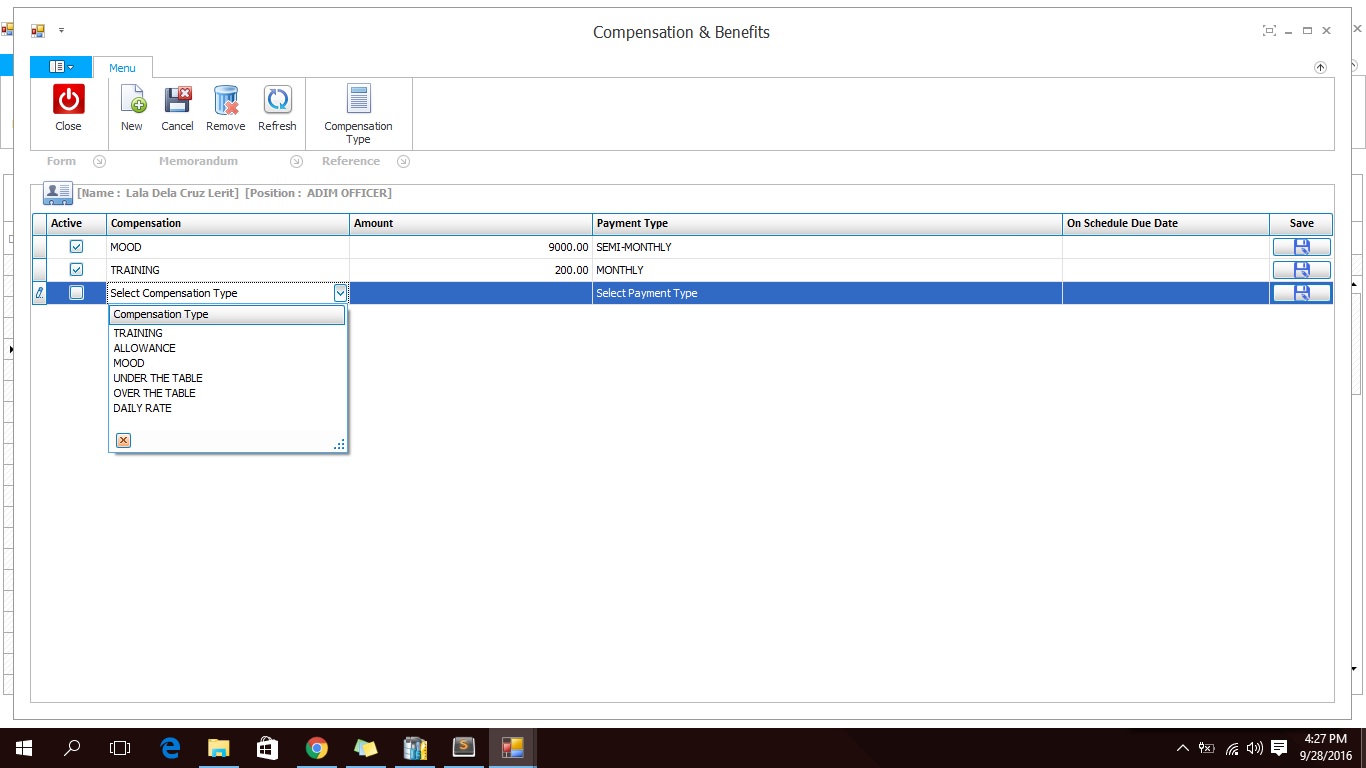 Compensation & Benefits
Menu
Close
New
Cancel
Remove
Refresh
Compensation
Type
Form
Memorandum
Reference
[Name : Lala Dela Cruz Lerit] [Position : ADIM OFFICER]
Active Compensation Amount Payment Type On Schedule Due Date Save
MOOD 9000.00 SEMI-MONTHLY
TRAINING 200.00 MONTHLY
Select Compensation Type Select Payment Type
Compensation Type
TRAINING
ALLOWANCE
MOOD
UNDER THE TABLE
OVER THE TABLE
DAILY RATE
4:27 PM
9/28/2016